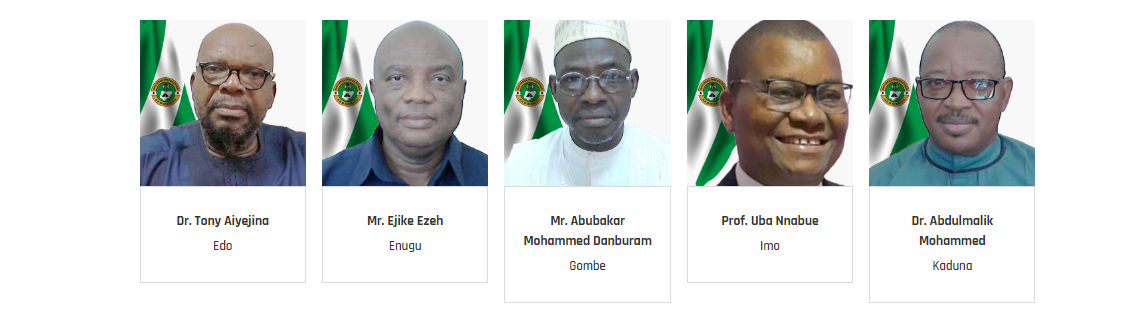 Dr. Tony Aiyejina
Edo
Mr. Ejike Ezeh
Enugu
Mr. Abubakar
Mohammed Danburam
Gombe
Prof. Uba Nnabue
Imo
Dr. Abdulmalik
Mohammed
Kaduna